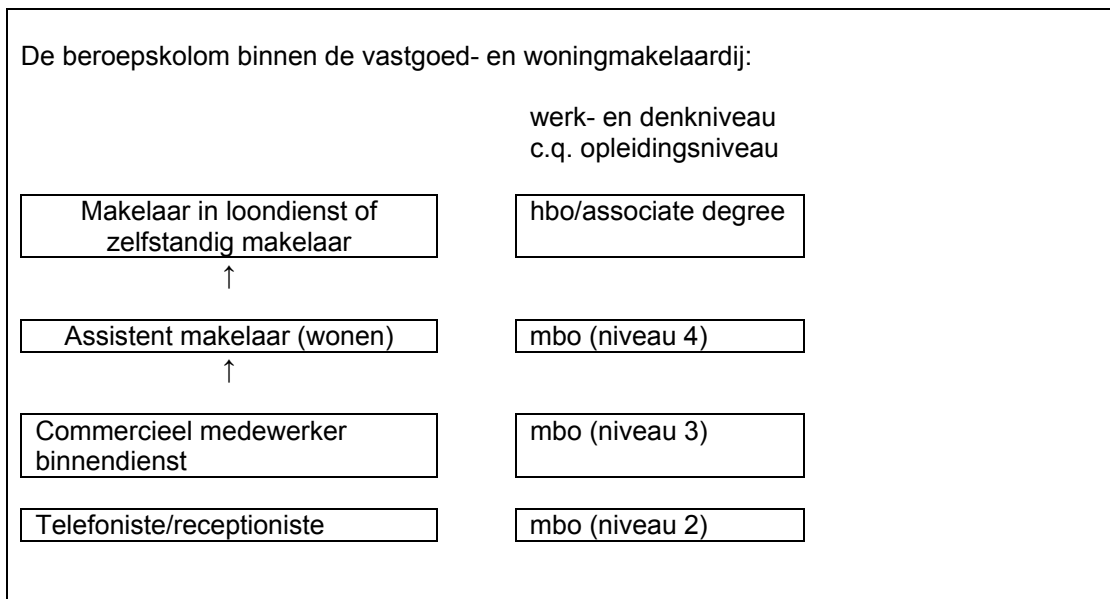 De beroepskolom binnen de vastgoed- en woningmakelaardij:
werk- en denkniveau
c.q. opleidingsniveau
Makelaar in loondienst of
zelfstandig makelaar
hbo/associate degree
↑
Assistent makelaar (wonen)
mbo (niveau 4)
↑
Commercieel medewerker
binnendienst
mbo (niveau 3)
Telefoniste/receptioniste
mbo (niveau 2)